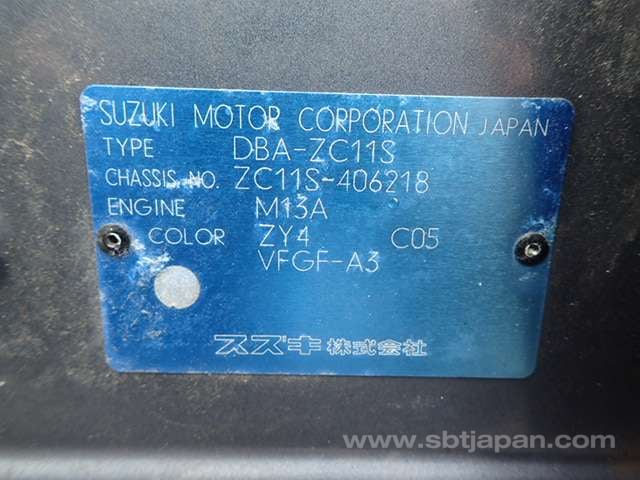 SUZUKI MOTOR CORPORATION JAPAN
TYPE DBA-ZC11S
CHASSIS NO. ZC11S-406218
ENGINE M13A
COLOR ZY4 C05
VFGF-A3
スズキ株式会社
www.sbtjapan.com